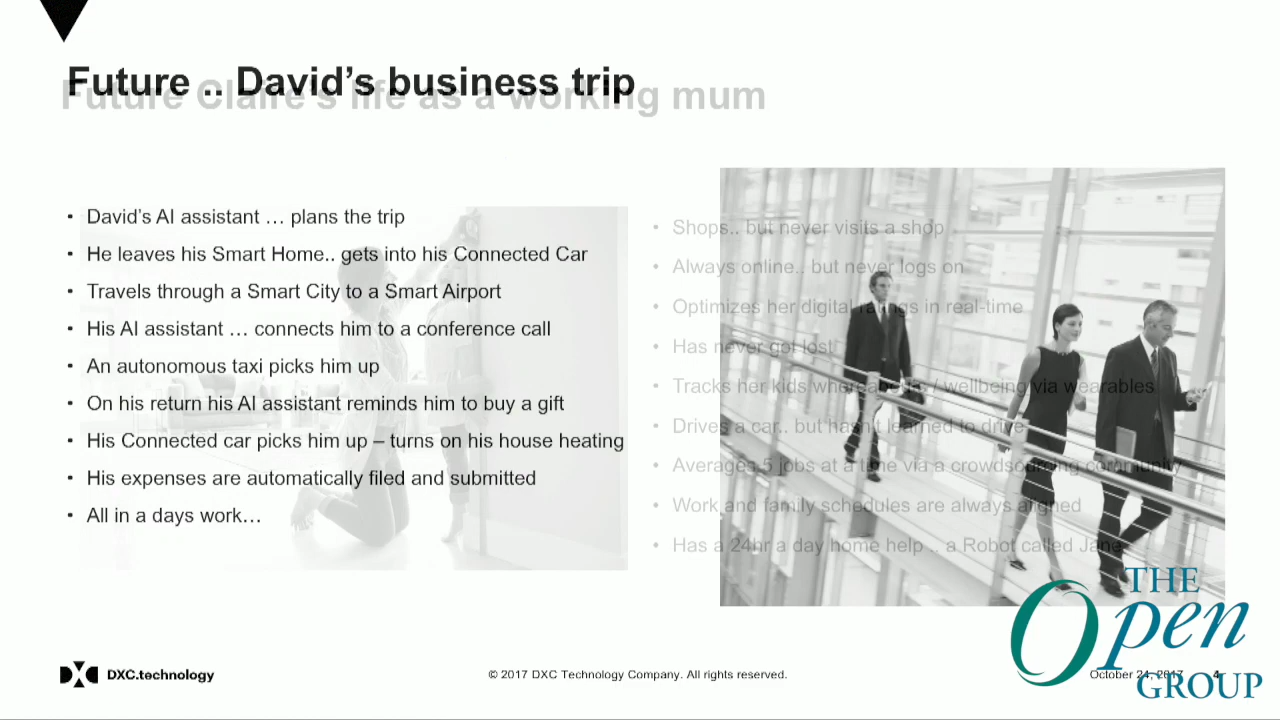 Future .. David's business trip
Future Claire's life as a working mum
• David's AI assistant … plans the trip
• He leaves his Smart Home.. gets into his Connected Car
• Travels through a Smart City to a Smart Airport
• His AI assistant … connects him to a conference call
• An autonomous taxi picks him up
• On his return his AI assistant reminds him to buy a gift
• His Connected car picks him up – turns on his house heating
• His expenses are automatically filed and submitted
• All in a days work…
• Shops.. but never visits a shop
• Always online.. but never logs on
• Optimizes her digital ratings in real-time
• Has never got lost
• Tracks her kids whereabouts / wellbeing via wearables
• Drives a car.. but hasn't learned to drive
• Averages 5 jobs at a time via a crowdsourcing community
• Work and family schedules are always aligned
• Has a 24hr a day home help .. a Robot called Jane
DXC.technology
© 2017 DXC Technology Company. All rights reserved.
October 24, 2017
4
THE
Open
GROUP